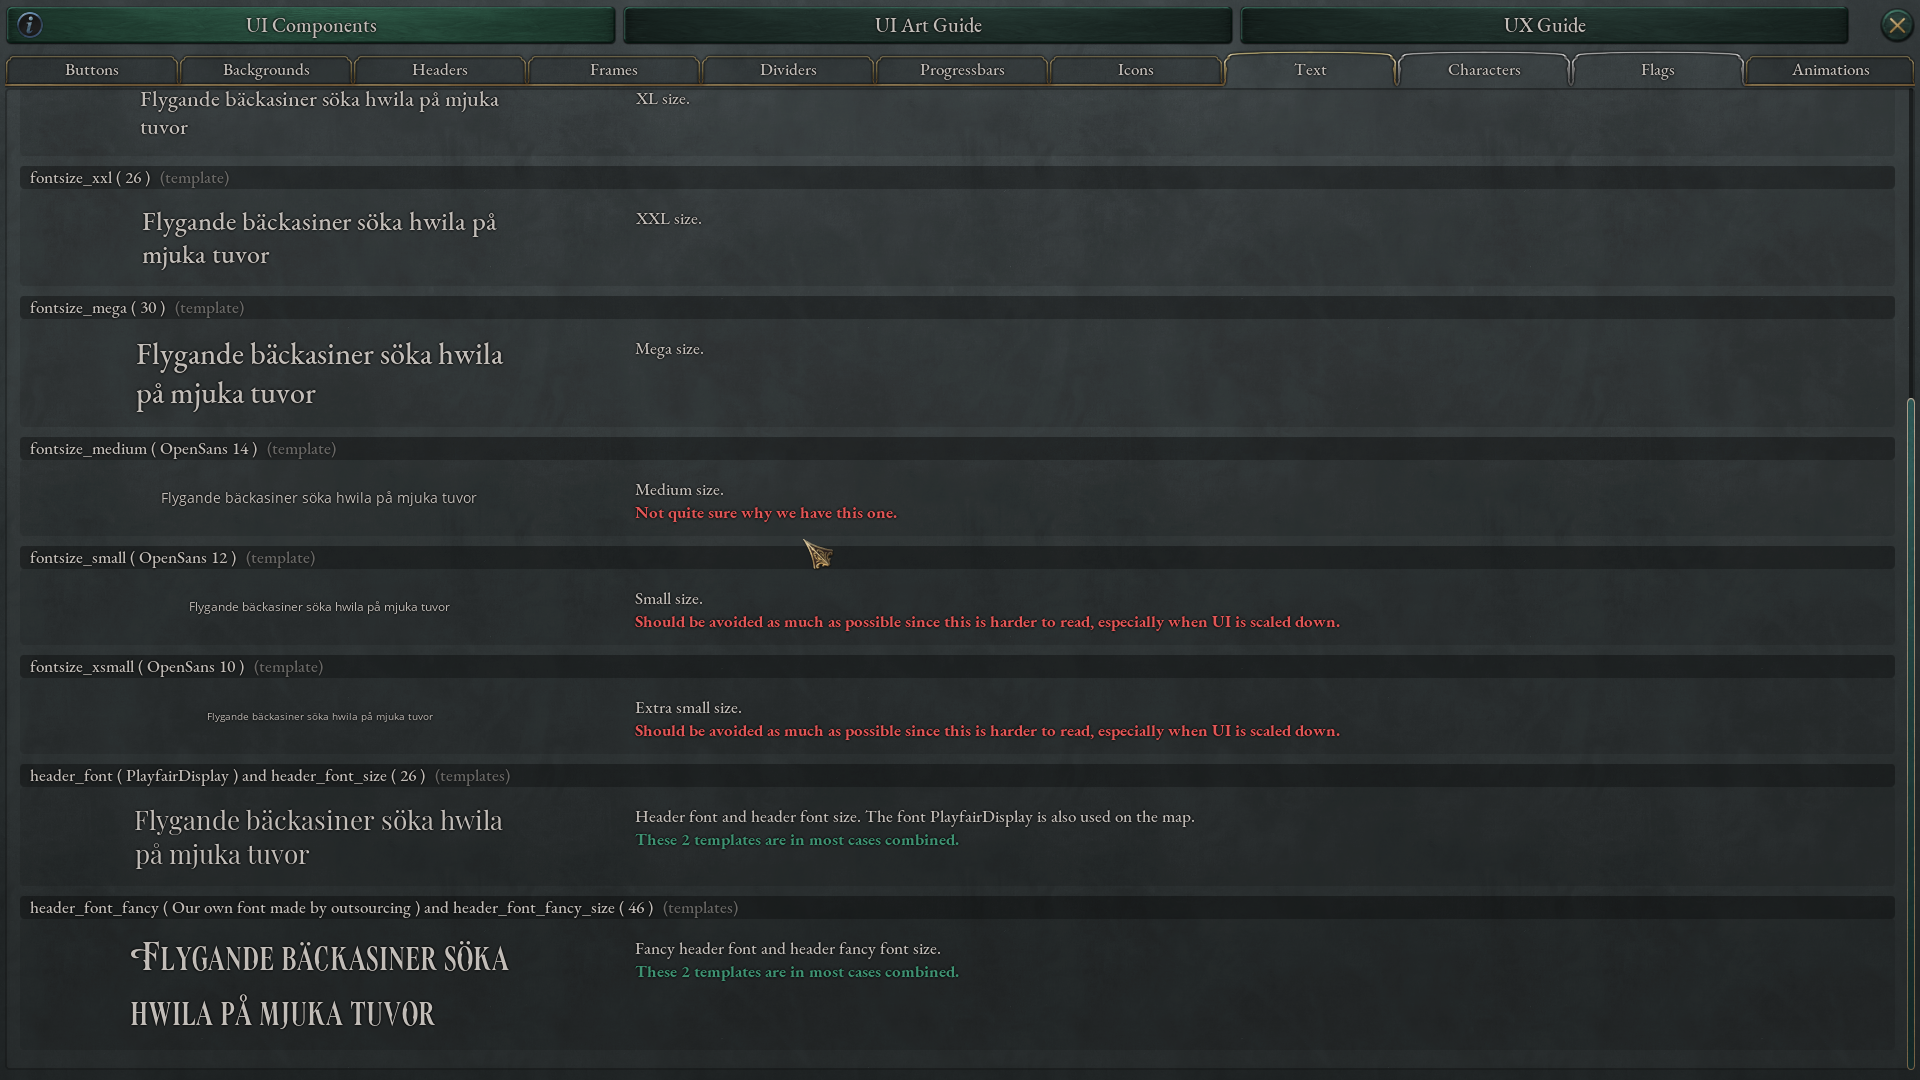 UI Components
UI Art Guide
UX Guide
Buttons
Backgrounds
Headers
Frames
Dividers
Progressbars
Icons
Text
Characters
Flags
Animations
Flygande bäckasiner söka hwila på mjuka
tuvor
XL size.
fontsize_xxl ( 26 ) (template)
Flygande bäckasiner söka hwila på
mjuka tuvor
XXL size.
fontsize_mega ( 30 ) (template)
Flygande bäckasiner söka hwila
på mjuka tuvor
Mega size.
fontsize_medium ( OpenSans 14 ) (template)
Flygande bäckasiner söka hwila på mjuka tuvor
Medium size.
Not quite sure why we have this one.
fontsize_small ( OpenSans 12 ) (template)
Flygande bäckasiner söka hwila på mjuka tuvor
Small size.
Should be avoided as much as possible since this is harder to read, especially when UI is scaled down.
fontsize_xsmall ( OpenSans 10 ) (template)
Flygande bäckasiner söka hwila på mjuka tuvor
Extra small size.
Should be avoided as much as possible since this is harder to read, especially when UI is scaled down.
header_font ( PlayfairDisplay ) and header_font_size ( 26 ) (templates)
Flygande bäckasiner söka hwila
på mjuka tuvor
Header font and header font size. The font PlayfairDisplay is also used on the map.
These 2 templates are in most cases combined.
header_font_fancy ( Our own font made by outsourcing ) and header_font_fancy_size ( 46 ) (templates)
Flygande bäckasiner söka
hwila på mjuka tuvor
Fancy header font and header fancy font size.
These 2 templates are in most cases combined.